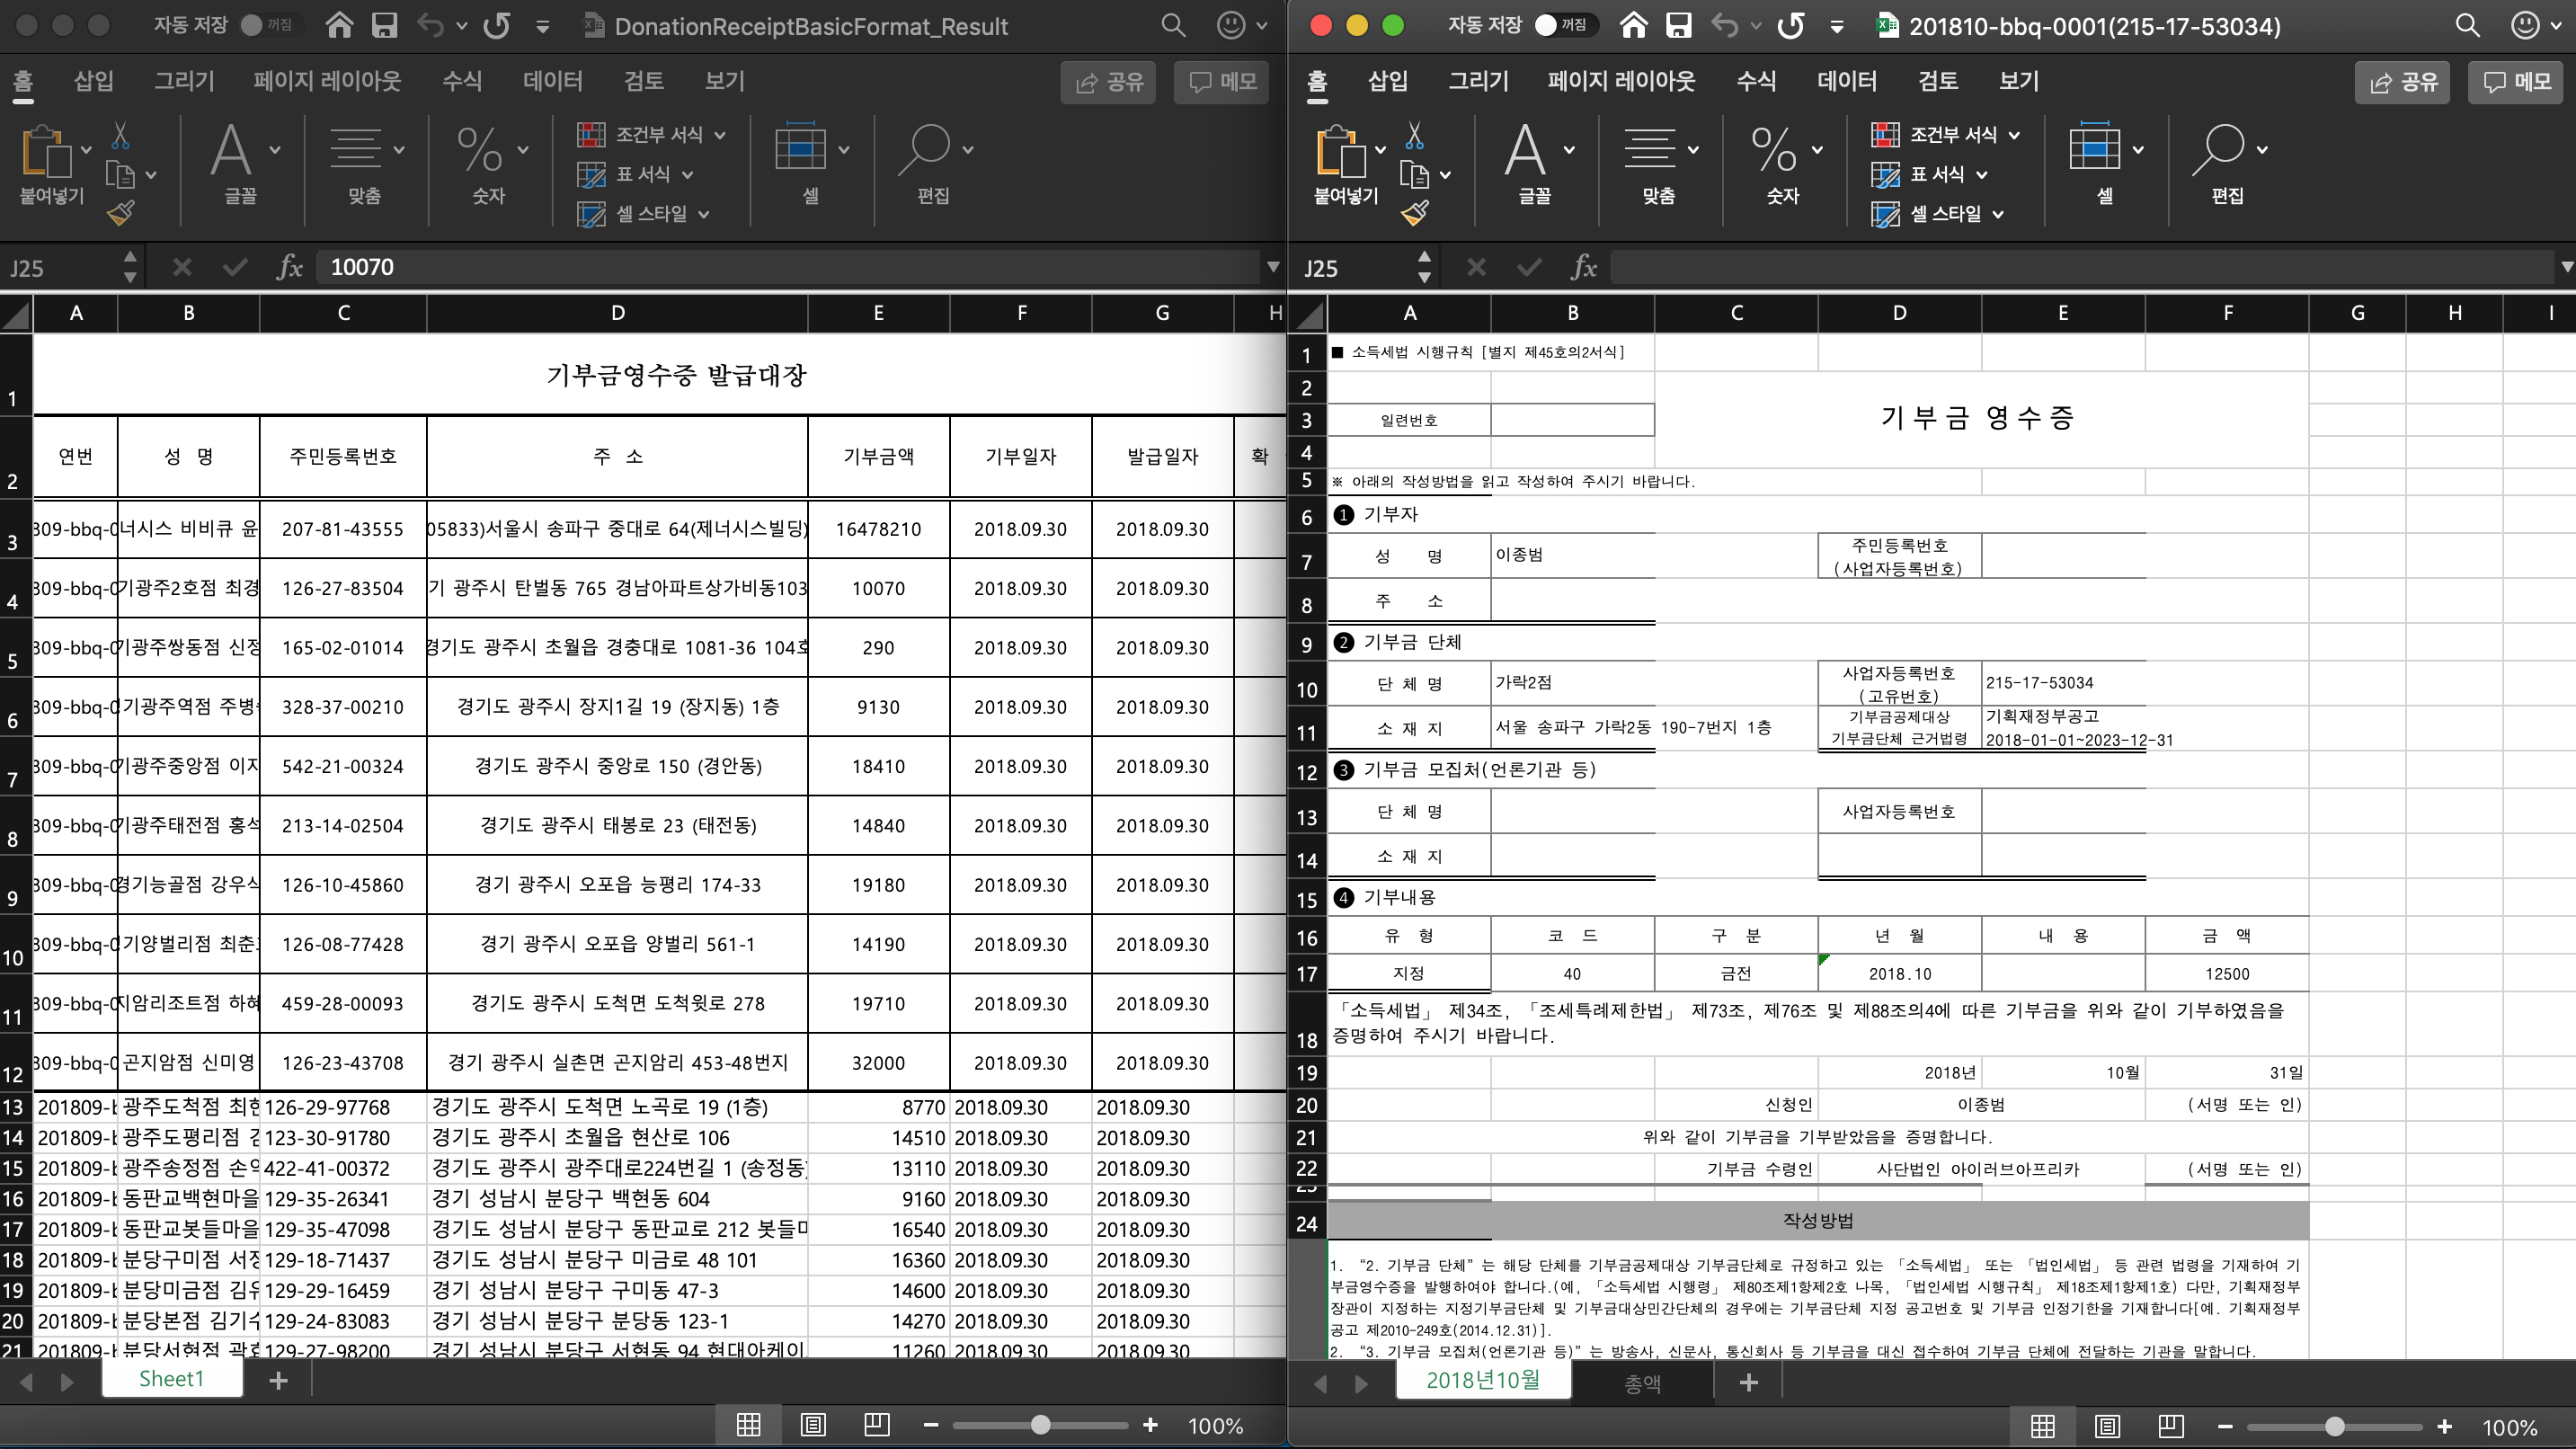 자동 저장 꺼짐 DonationReceiptBasicFormat_Result
홈 삽입 그리기 페이지 레이아웃 수식 데이터 검토 보기 공유 메모
붙여넣기 글꼴 맞춤 숫자 조건부 서식 표 서식 셀 스타일 셀 편집
J25 fx 10070
A B C D E F G H
1 기부금영수증 발급대장
2 연번 성 명 주민등록번호 주 소 기부금액 기부일자 발급일자 확
3 309-bbq-0 너시스 비비큐 윤 207-81-43555 05833)서울시 송파구 중대로 64(제너시스빌딩) 16478210 2018.09.30 2018.09.30
4 309-bbq-0 기광주2호점 최경 126-27-83504 기 광주시 탄벌동 765 경남아파트상가비동103 10070 2018.09.30 2018.09.30
5 309-bbq-0 기광주쌍동점 신정 165-02-01014 경기도 광주시 초월읍 경충대로 1081-36 104호 290 2018.09.30 2018.09.30
6 309-bbq-0 기광주역점 주병 328-37-00210 경기도 광주시 장지1길 19 (장지동) 1층 9130 2018.09.30 2018.09.30
7 309-bbq-0 기광주중앙점 이지 542-21-00324 경기도 광주시 중앙로 150 (경안동) 18410 2018.09.30 2018.09.30
8 309-bbq-0 기광주태전점 홍석 213-14-02504 경기도 광주시 태봉로 23 (태전동) 14840 2018.09.30 2018.09.30
9 309-bbq-0 경기능골점 강우식 126-10-45860 경기 광주시 오포읍 능평리 174-33 19180 2018.09.30 2018.09.30
10 309-bbq-0 기양벌리점 최춘 126-08-77428 경기 광주시 오포읍 양벌리 561-1 14190 2018.09.30 2018.09.30
11 309-bbq-0 지암리조트점 하혜 459-28-00093 경기도 광주시 도척면 도척윗로 278 19710 2018.09.30 2018.09.30
12 309-bbq-0 곤지암점 신미영 126-23-43708 경기 광주시 실촌면 곤지암리 453-48번지 32000 2018.09.30 2018.09.30
13 201809-b 광주도척점 최현 126-29-97768 경기도 광주시 도척면 노곡로 19 (1층) 8770 2018.09.30 2018.09.30
14 201809-b 광주도평리점 김 123-30-91780 경기도 광주시 초월읍 현산로 106 14510 2018.09.30 2018.09.30
15 201809-b 광주송정점 손익 422-41-00372 경기도 광주시 광주대로224번길 1 (송정동) 13110 2018.09.30 2018.09.30
16 201809-b 동판교백현마을 129-35-26341 경기 성남시 분당구 백현동 604 9160 2018.09.30 2018.09.30
17 201809-b 동판교봇들마을 129-35-47098 경기도 성남시 분당구 동판교로 212 봇들마 16540 2018.09.30 2018.09.30
18 201809-b 분당구미점 서정 129-18-71437 경기도 성남시 분당구 미금로 48 101 16360 2018.09.30 2018.09.30
19 201809-b 분당미금점 김유 129-29-16459 경기 성남시 분당구 구미동 47-3 14600 2018.09.30 2018.09.30
20 201809-b 분당본점 김기수 129-24-83083 경기 성남시 분당구 분당동 123-1 14270 2018.09.30 2018.09.30
21 201809-b 분당서현점 곽효 129-27-98200 경기 성남시 분당구 서현동 94 현대아케이 11260 2018.09.30 2018.09.30
Sheet1
100%
자동 저장 꺼짐 201810-bbq-0001(215-17-53034)
홈 삽입 그리기 페이지 레이아웃 수식 데이터 검토 보기 공유 메모
붙여넣기 글꼴 맞춤 숫자 조건부 서식 표 서식 셀 스타일 셀 편집
J25 fx
A B C D E F G H I
1 ■ 소득세법 시행규칙 [별지 제45호의2서식]
2
3 일련번호 기 부 금 영 수 증
4
5 ※ 아래의 작성방법을 읽고 작성하여 주시기 바랍니다.
6 ❶ 기부자
7 성 명 이종범 주민등록번호
(사업자등록번호)
8 주 소
9 ❷ 기부금 단체
10 단 체 명 가락2점 사업자등록번호
(고유번호) 215-17-53034
11 소 재 지 서울 송파구 가락2동 190-7번지 1층 기부금공제대상 기획재정부공고
기부금단체 근거법령 2018-01-01~2023-12-31
12 ❸ 기부금 모집처(언론기관 등)
13 단 체 명 사업자등록번호
14 소 재 지
15 ❹ 기부내용
16 유 형 코 드 구 분 년 월 내 용 금 액
17 지정 40 금전 2018.10 12500
18 「소득세법」 제34조, 「조세특례제한법」 제73조, 제76조 및 제88조의4에 따른 기부금을 위와 같이 기부하였음을
증명하여 주시기 바랍니다.
19 2018년 10월 31일
20 신청인 이종범 (서명 또는 인)
21 위와 같이 기부금을 기부받았음을 증명합니다.
22 기부금 수령인 사단법인 아이러브아프리카 (서명 또는 인)
23
24 작성방법
1. “2. 기부금 단체”는 해당 단체를 기부금공제대상 기부금단체로 규정하고 있는 「소득세법」 또는 「법인세법」 등 관련 법령을 기재하여 기
부금영수증을 발행하여야 합니다.(예, 「소득세법 시행령」 제80조제1항제2호 나목, 「법인세법 시행규칙」 제18조제1항제1호) 다만, 기획재정부
장관이 지정하는 지정기부금단체 및 기부금대상민간단체의 경우에는 기부금단체 지정 공고번호 및 기부금 인정기한을 기재합니다[예. 기획재정부
공고 제2010-249호(2014.12.31)].
2. “3. 기부금 모집처(언론기관 등)”는 방송사, 신문사, 통신회사 등 기부금을 대신 접수하여 기부금 단체에 전달하는 기관을 말합니다.
2018년10월 총액
100%